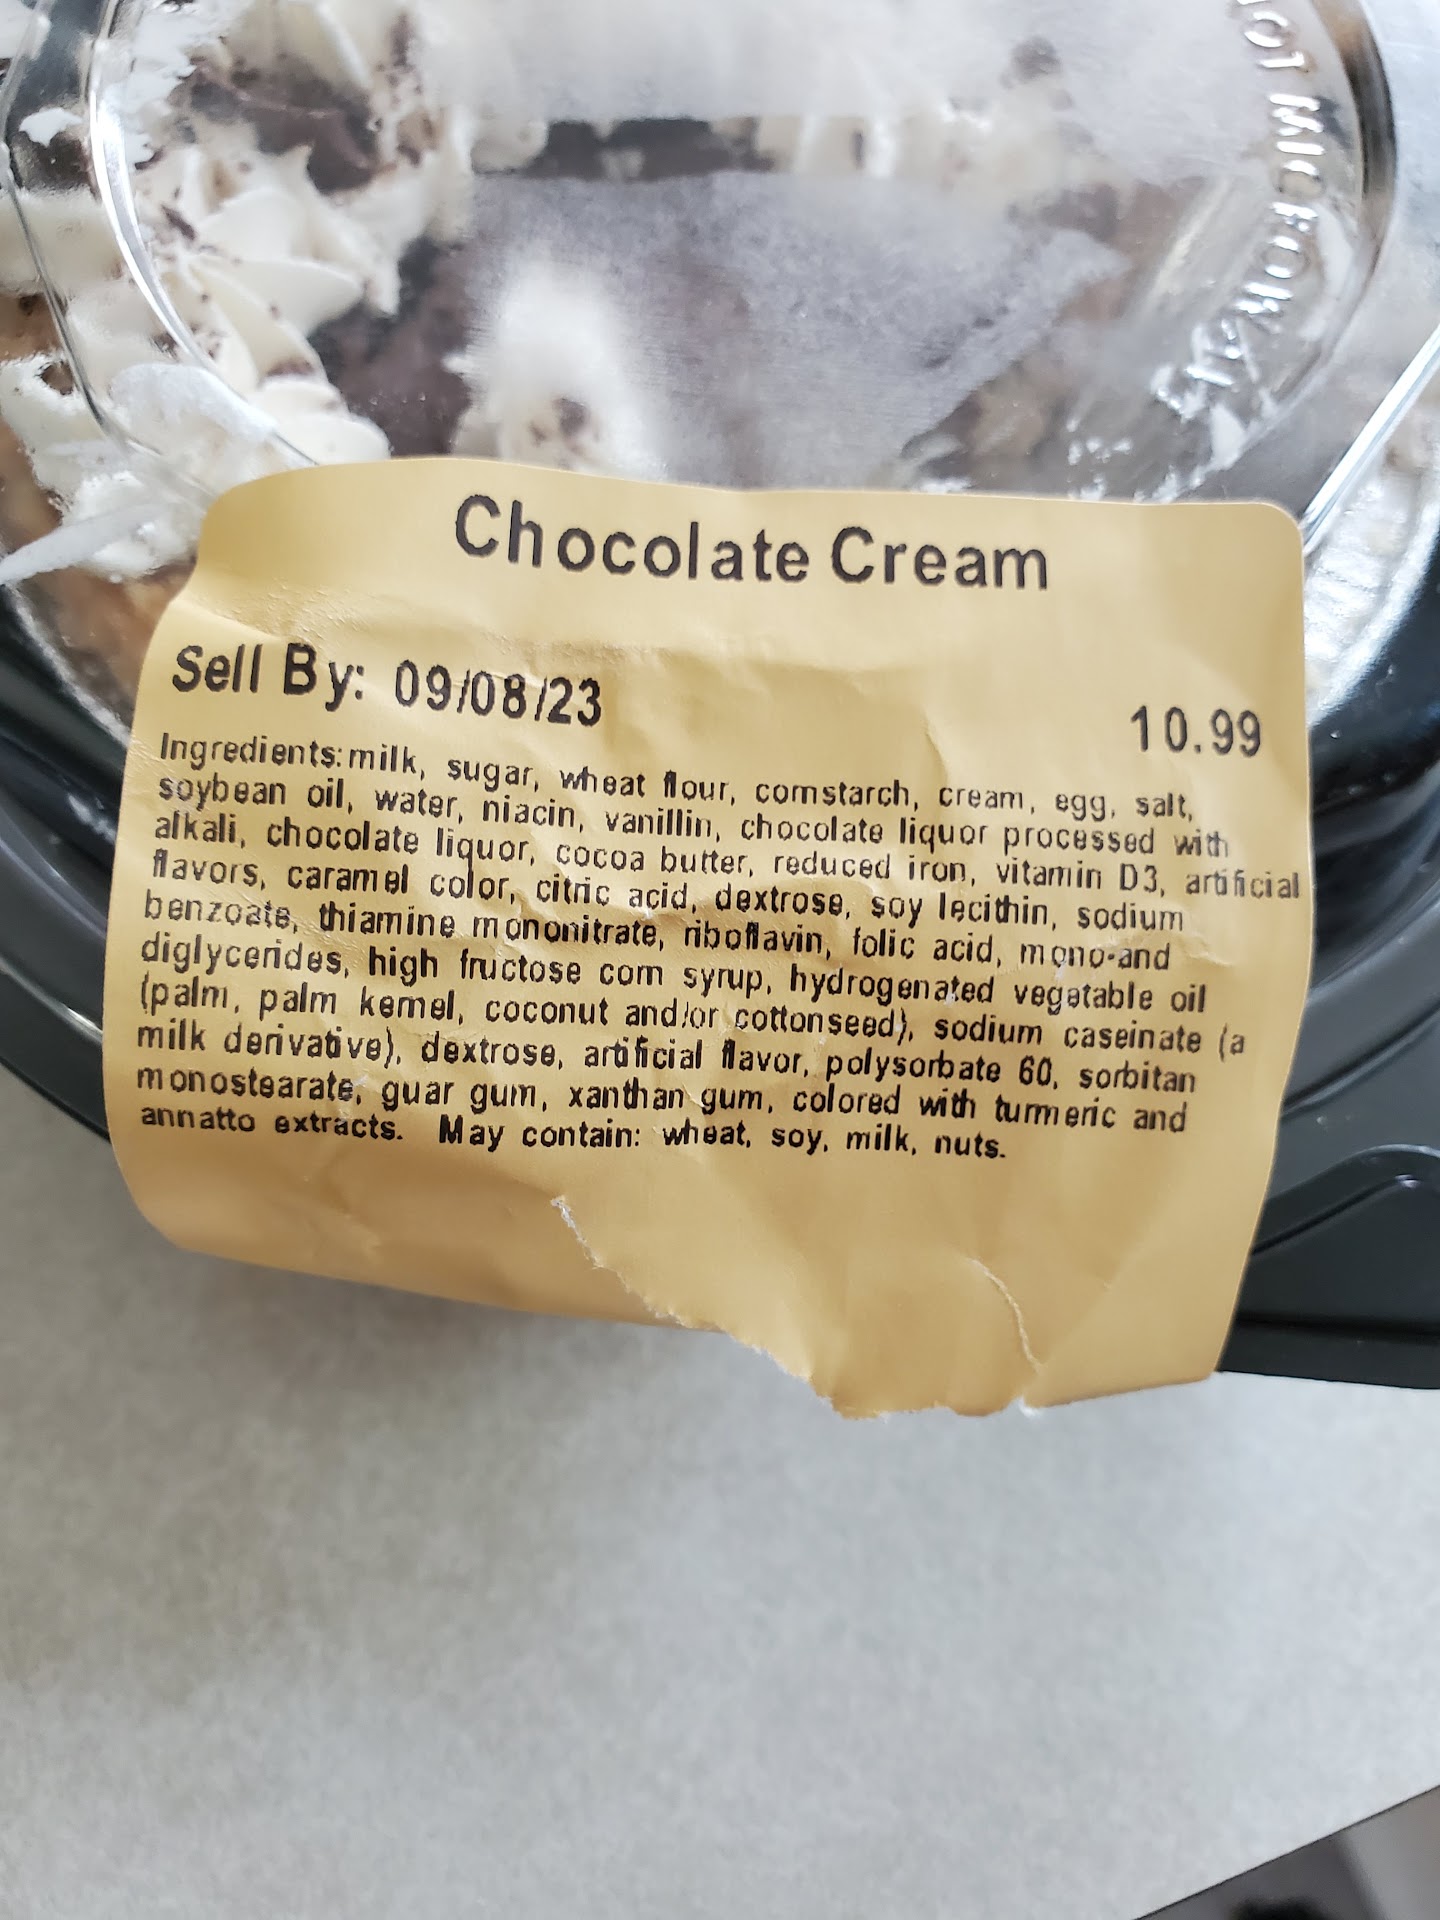 NOT MICROWAVE
Chocolate Cream
Sell By: 09/08/23
10.99
Ingredients: milk, sugar, wheat flour, cornstarch, cream, egg, salt,
soybean oil, water, niacin, vanillin, chocolate liquor processed with
alkali, chocolate liquor, cocoa butter, reduced iron, vitamin D3, artificial
flavors, caramel color, citric acid, dextrose, soy lecithin, sodium
benzoate, thiamine mononitrate, riboflavin, folic acid, mono-and
diglycerides, high fructose corn syrup, hydrogenated vegetable oil
(palm, palm kernel, coconut and/or cottonseed), sodium caseinate (a
milk derivative), dextrose, artificial flavor, polysorbate 60, sorbitan
monostearate, guar gum, xanthan gum, colored with turmeric and
annatto extracts. May contain: wheat, soy, milk, nuts.